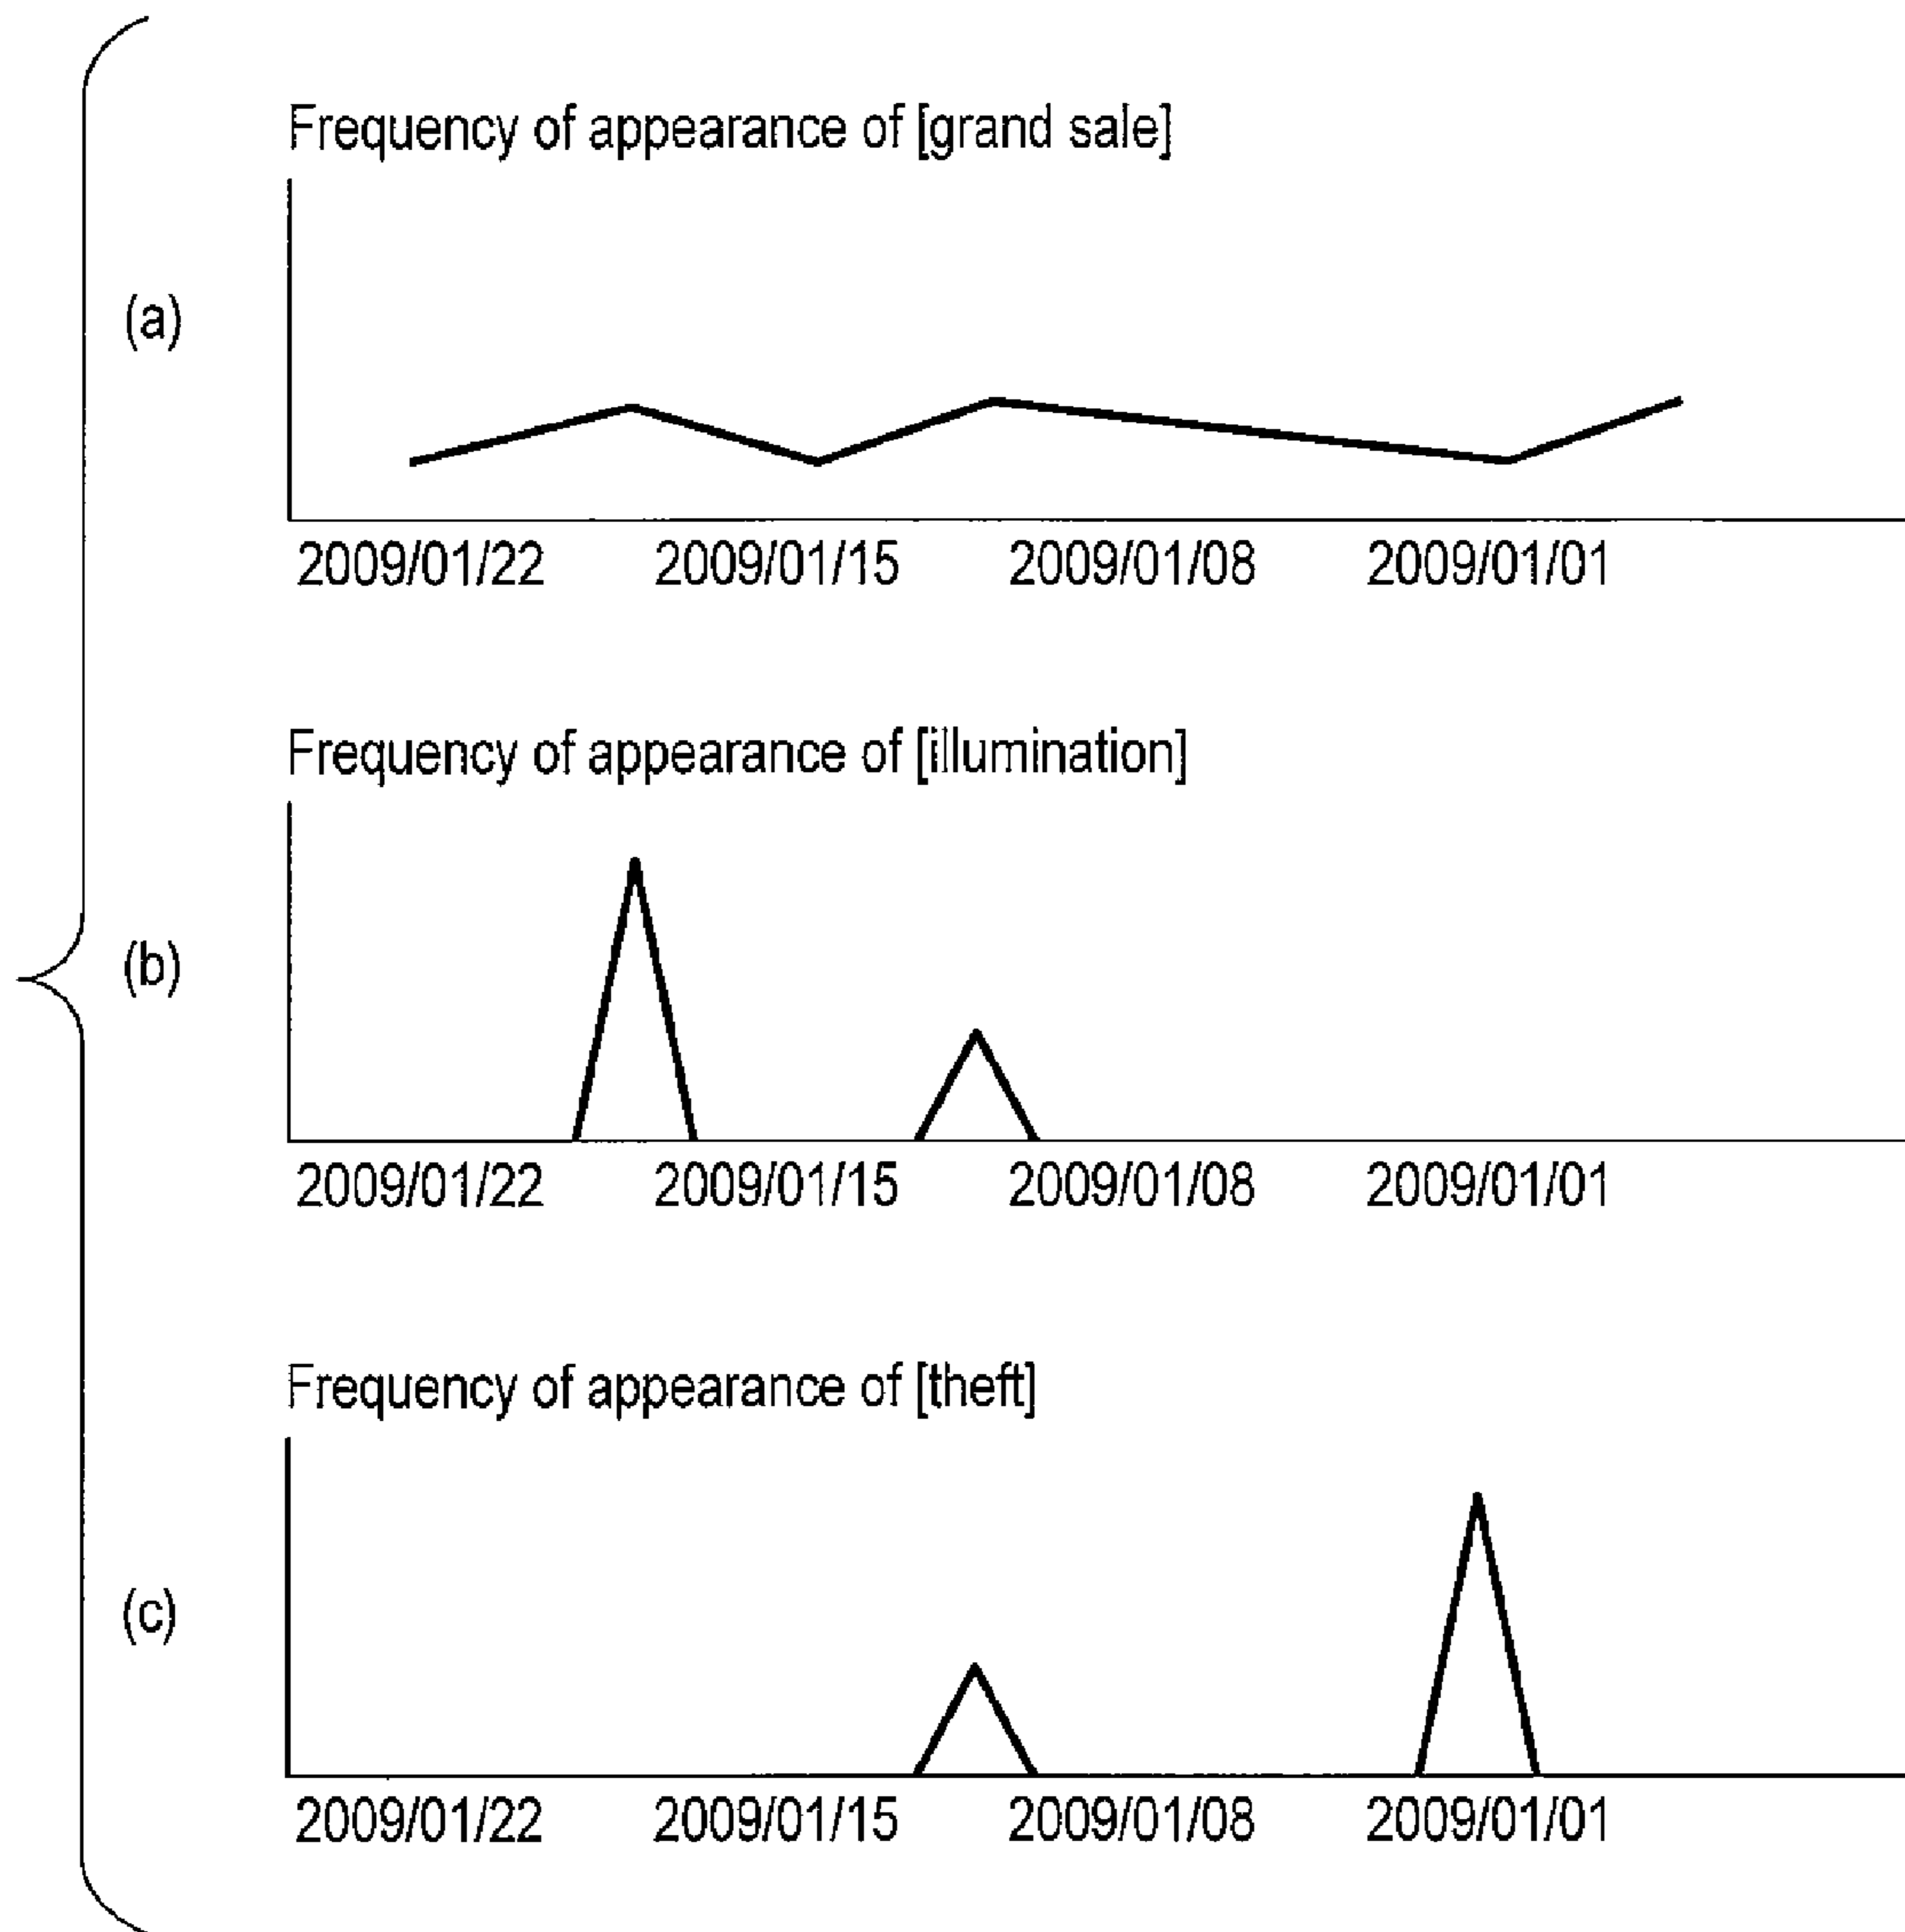 Frequency of appearance of [grand sale]
(a)
2009/01/22 2009/01/15 2009/01/08 2009/01/01
Frequency of appearance of [illumination]
(b)
2009/01/22 2009/01/15 2009/01/08 2009/01/01
Frequency of appearance of [theft]
(c)
2009/01/22 2009/01/15 2009/01/08 2009/01/01